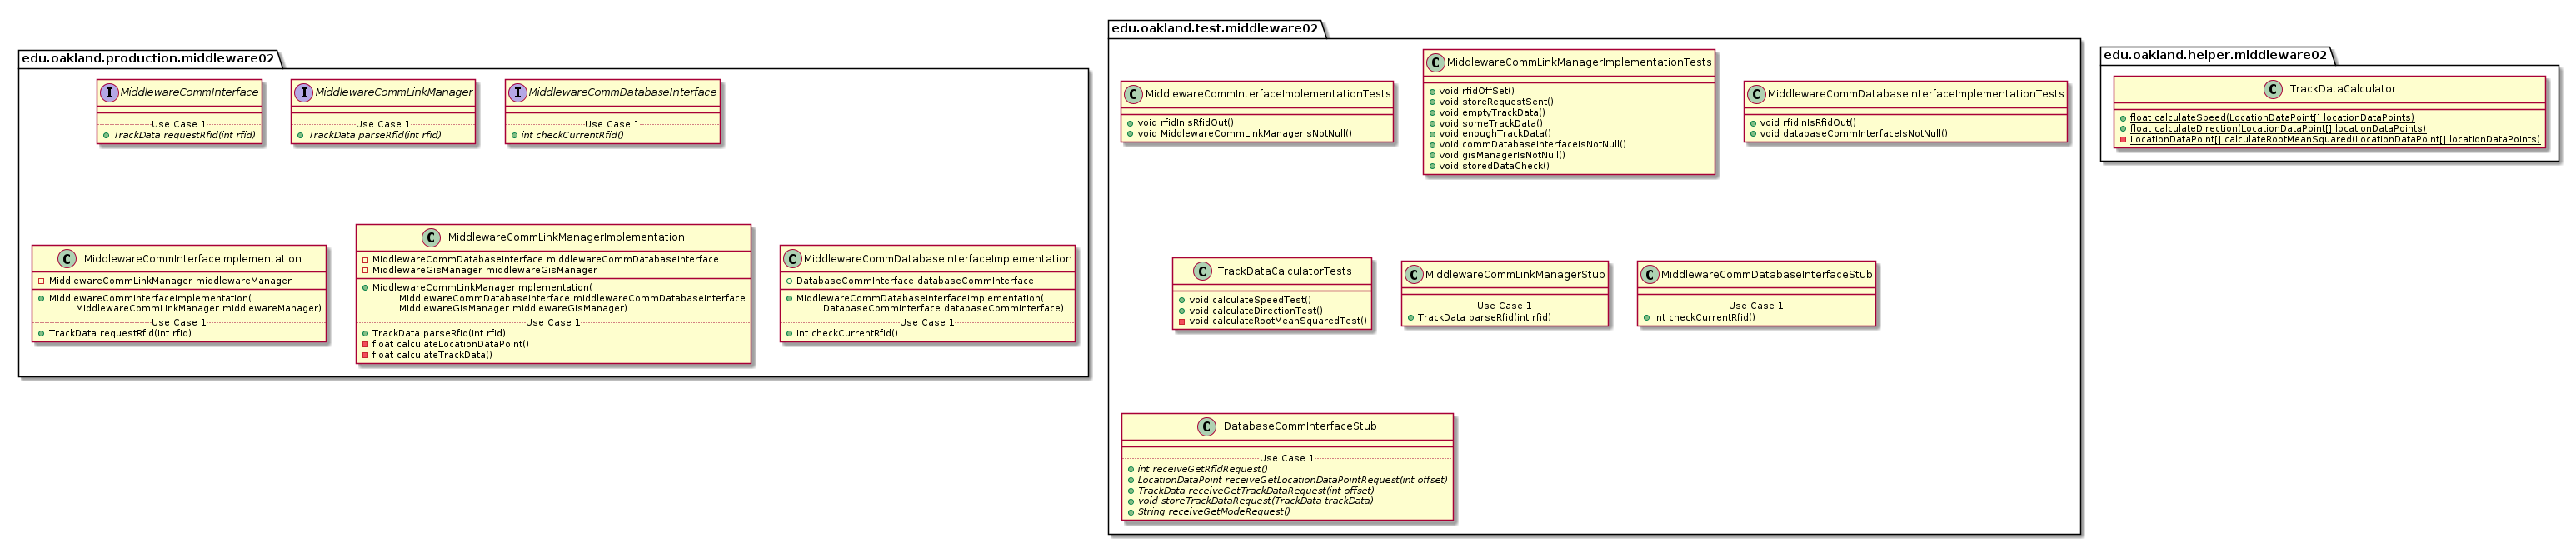 edu.oakland.production.middleware02
I MiddlewareCommInterface
Use Case 1
TrackData requestRfid(int rfid)
I MiddlewareCommLinkManager
Use Case 1
TrackData parseRfid(int rfid)
I MiddlewareCommDatabaseInterface
Use Case 1
int checkCurrentRfid()
C MiddlewareCommInterfaceImplementation
MiddlewareCommLinkManager middlewareManager
MiddlewareCommInterfaceImplementation(
MiddlewareCommLinkManager middlewareManager)
Use Case 1
TrackData requestRfid(int rfid)
C MiddlewareCommLinkManagerImplementation
MiddlewareCommDatabaseInterface middlewareCommDatabaseInterface
MiddlewareGisManager middlewareGisManager
MiddlewareCommLinkManagerImplementation(
MiddlewareCommDatabaseInterface middlewareCommDatabaseInterface
MiddlewareGisManager middlewareGisManager)
Use Case 1
TrackData parseRfid(int rfid)
float calculateLocationDataPoint()
float calculateTrackData()
C MiddlewareCommDatabaseInterfaceImplementation
DatabaseCommInterface databaseCommInterface
MiddlewareCommDatabaseInterfaceImplementation(
DatabaseCommInterface databaseCommInterface)
Use Case 1
int checkCurrentRfid()
edu.oakland.test.middleware02
C MiddlewareCommInterfaceImplementationTests
void rfidInIsRfidOut()
void MiddlewareCommLinkManagerIsNotNull()
C MiddlewareCommLinkManagerImplementationTests
void rfidOffSet()
void storeRequestSent()
void emptyTrackData()
void someTrackData()
void enoughTrackData()
void commDatabaseInterfaceIsNotNull()
void gisManagerIsNotNull()
void storedDataCheck()
C MiddlewareCommDatabaseInterfaceImplementationTests
void rfidInIsRfidOut()
void databaseCommInterfaceIsNotNull()
C TrackDataCalculatorTests
void calculateSpeedTest()
void calculateDirectionTest()
void calculateRootMeanSquaredTest()
C MiddlewareCommLinkManagerStub
Use Case 1
TrackData parseRfid(int rfid)
C MiddlewareCommDatabaseInterfaceStub
Use Case 1
int checkCurrentRfid()
C DatabaseCommInterfaceStub
Use Case 1
int receiveGetRfidRequest()
LocationDataPoint receiveGetLocationDataPointRequest(int offset)
TrackData receiveGetTrackDataRequest(int offset)
void storeTrackDataRequest(TrackData trackData)
String receiveGetModeRequest()
edu.oakland.helper.middleware02
C TrackDataCalculator
float calculateSpeed(LocationDataPoint[] locationDataPoints)
float calculateDirection(LocationDataPoint[] locationDataPoints)
LocationDataPoint[] calculateRootMeanSquared(LocationDataPoint[] locationDataPoints)